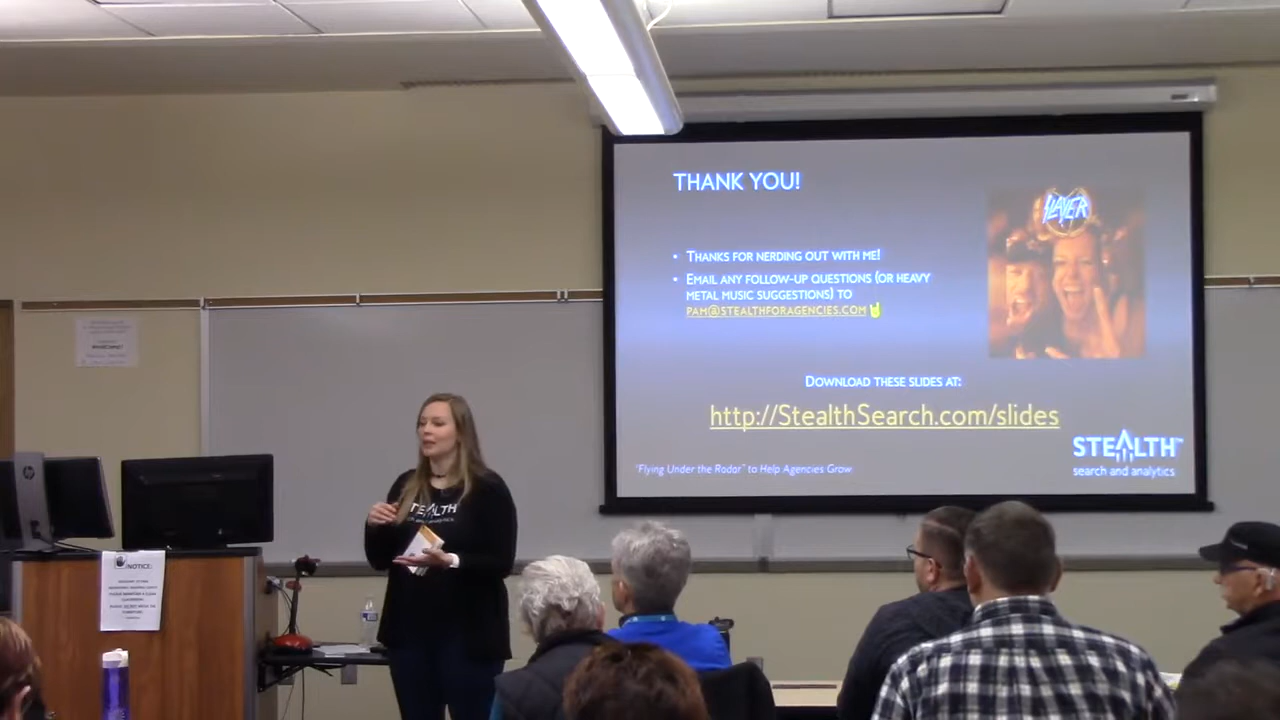 THANK YOU!
SLAYER
• THANKS FOR NERDING OUT WITH ME!
• EMAIL ANY FOLLOW-UP QUESTIONS (OR HEAVY
METAL MUSIC SUGGESTIONS) TO
PAM@STEALTHFORAGENCIES.COM
DOWNLOAD THESE SLIDES AT:
http://StealthSearch.com/slides
STEALTH™
search and analytics
"Flying Under the Radar" to Help Agencies Grow
STEALTH
NOTICE:
hp